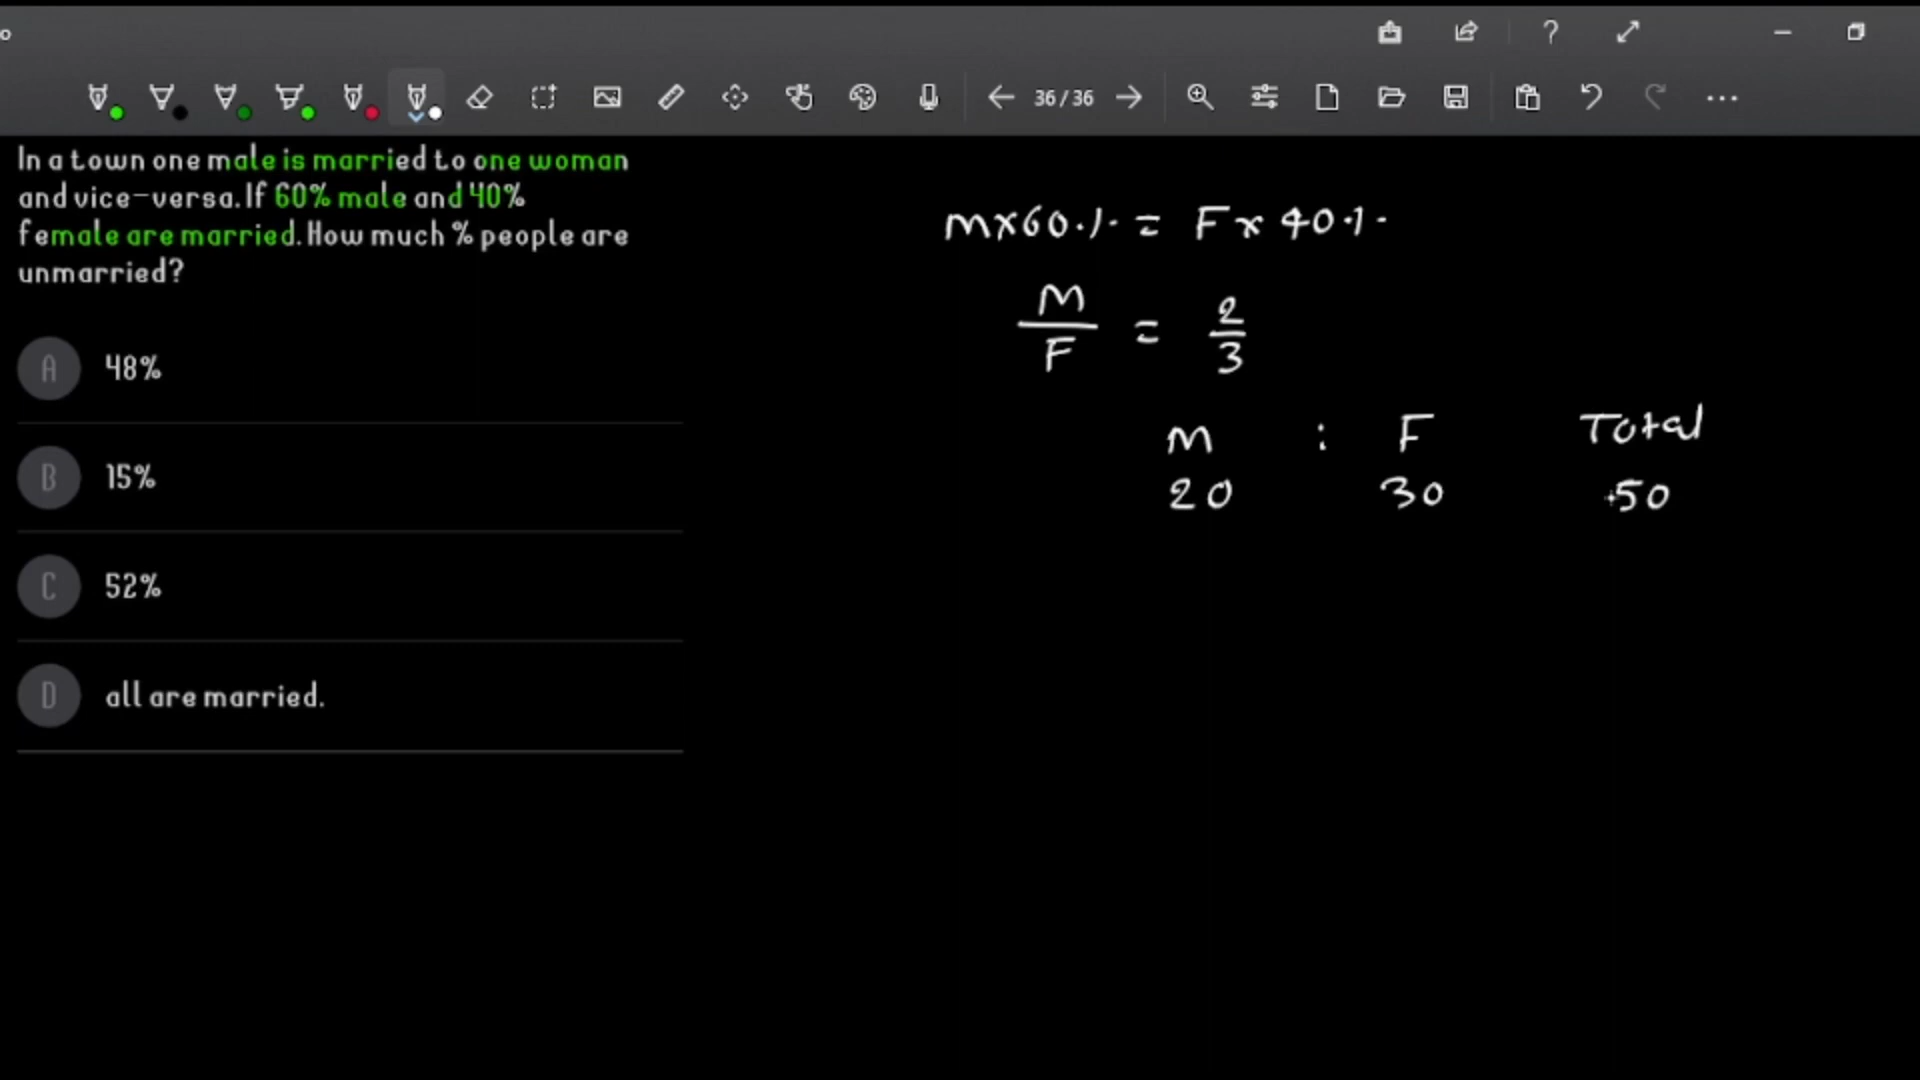 o
?
36/36
In a town one male is married to one woman
and vice-versa. If 60% male and 40%
female are married. How much % people are
unmarried?
A 48%
B 15%
C 52%
D all are married.
M×60% = F×40%
M/F = 2/3
M : F Total
20 30 50